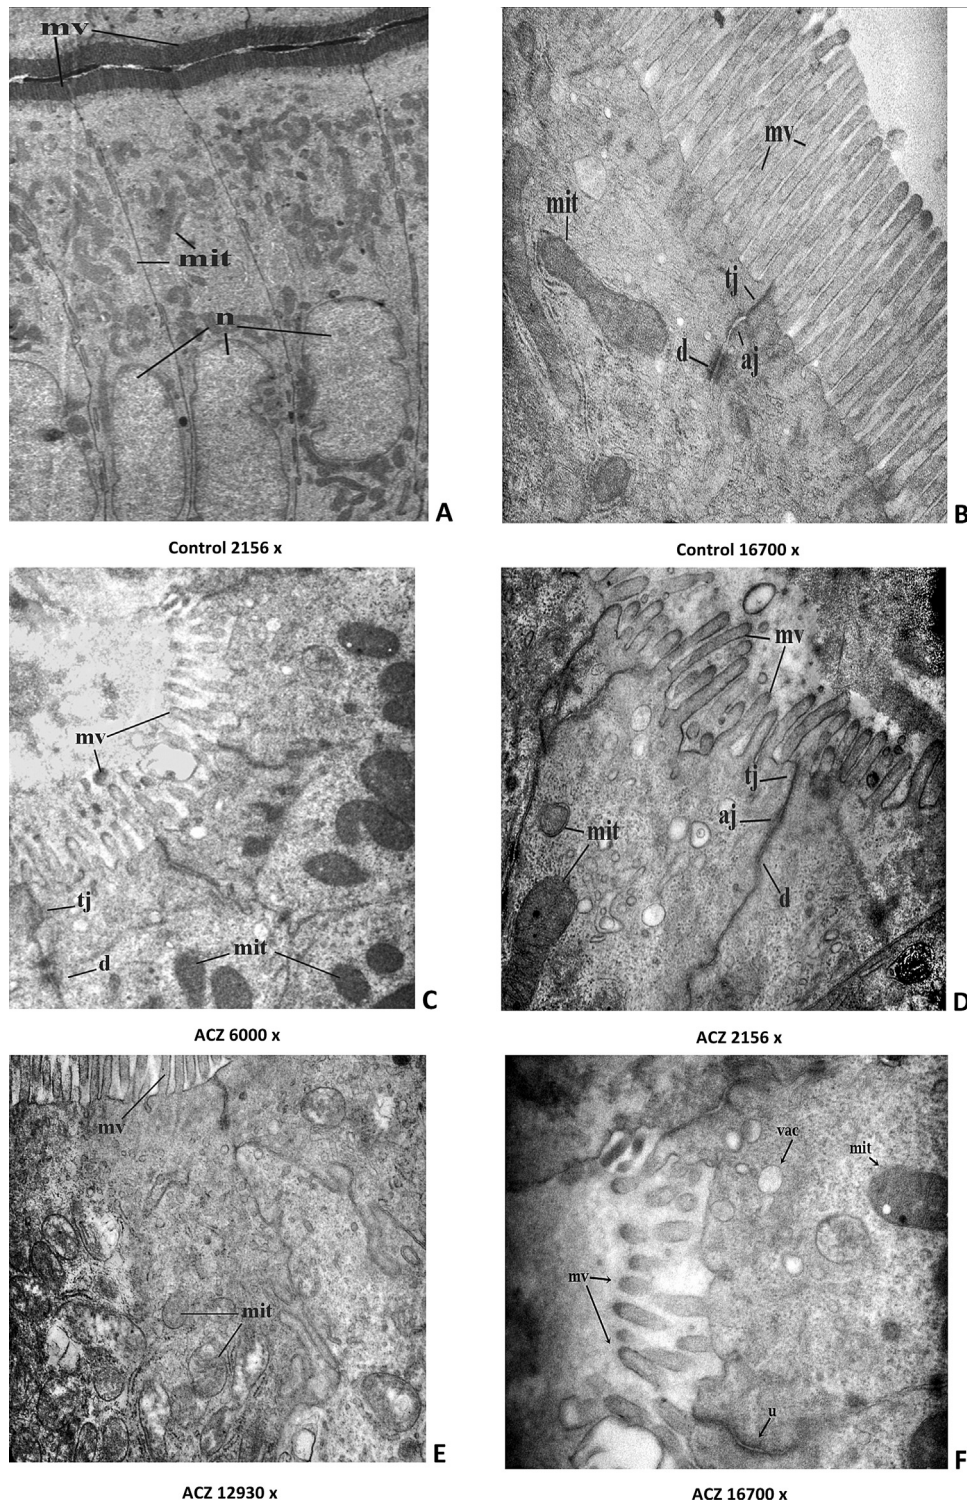 mv
mit
n
A
Control 2156 x
mv
mit
tj
d
aj
B
Control 16700 x
mv
tj
mit
d
C
ACZ 6000 x
mv
tj
aj
mit
d
D
ACZ 2156 x
mv
mit
E
ACZ 12930 x
vac
mit
mv
u
F
ACZ 16700 x